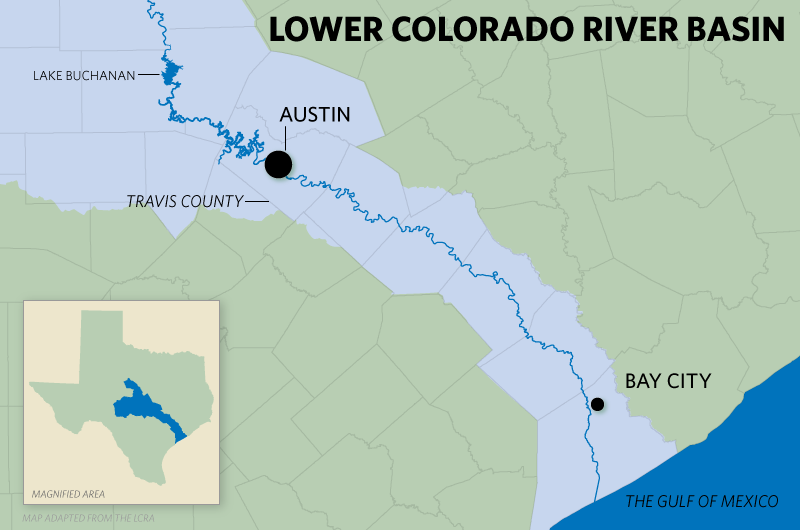 LOWER COLORADO RIVER BASIN
LAKE BUCHANAN
AUSTIN
TRAVIS COUNTY
BAY CITY
THE GULF OF MEXICO
MAGNIFIED AREA
MAP ADAPTED FROM THE LCRA